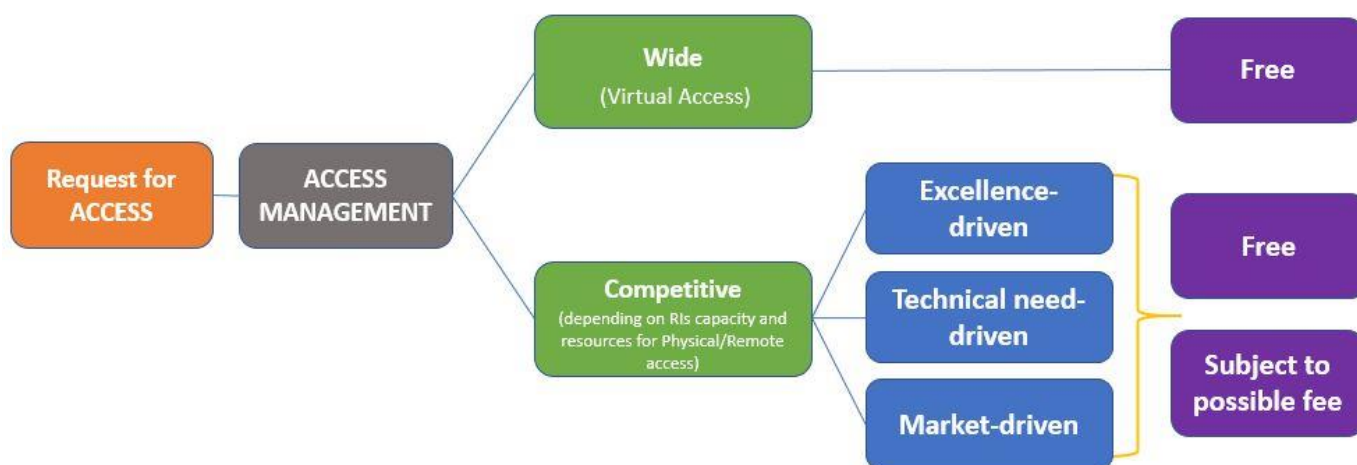 Request for
ACCESS
ACCESS
MANAGEMENT
Wide
(Virtual Access)
Free
Competitive
(depending on RIs capacity and
resources for Physical/Remote
access)
Excellence-
driven
Technical need-
driven
Market-driven
Free
Subject to
possible fee